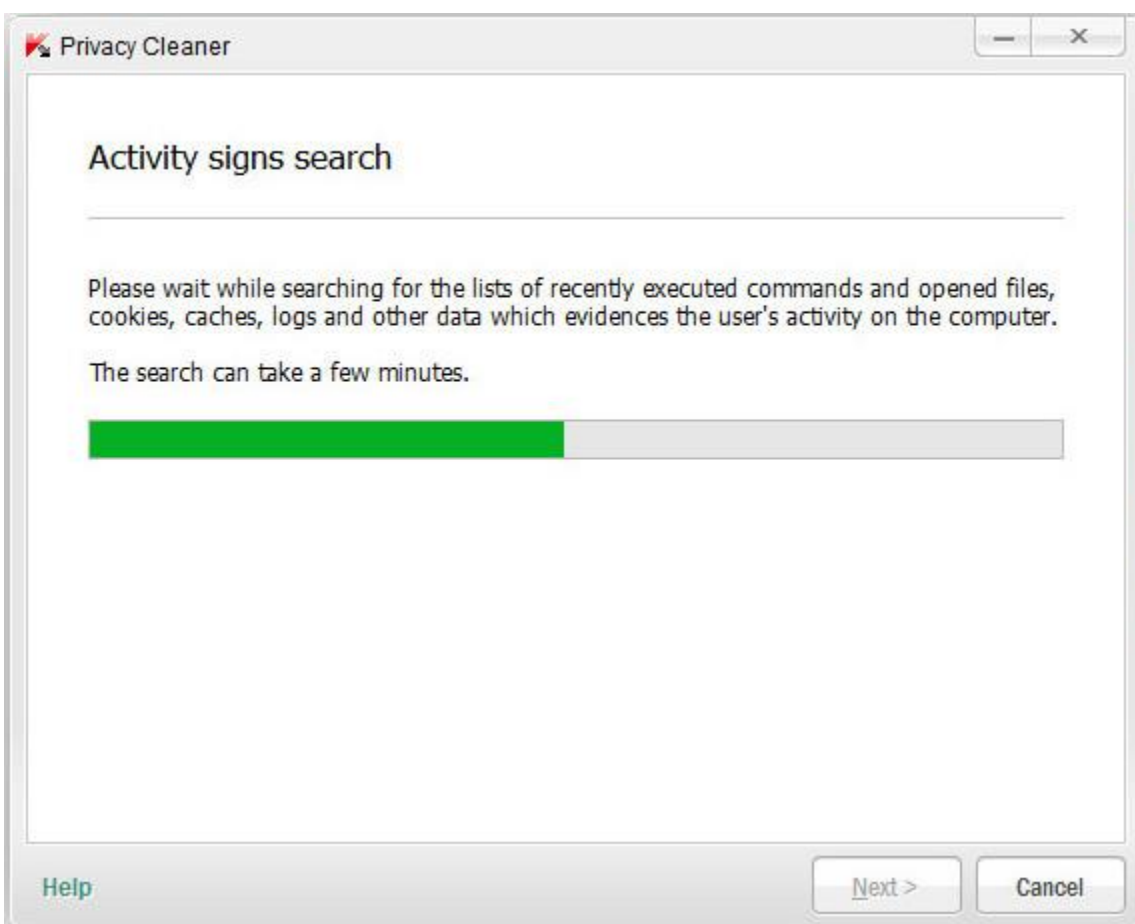 Privacy Cleaner
Activity signs search
Please wait while searching for the lists of recently executed commands and opened files,
cookies, caches, logs and other data which evidences the user's activity on the computer.
The search can take a few minutes.
Help
Next >
Cancel